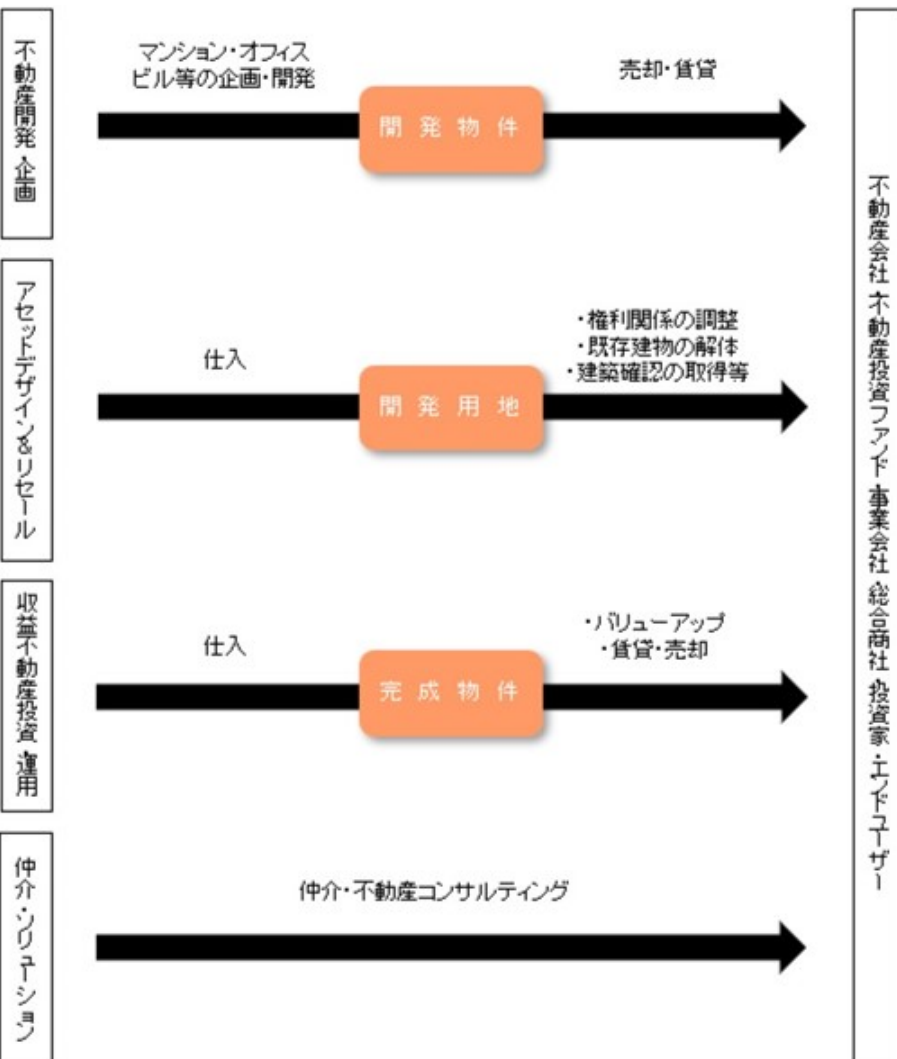 不動産開発・企画
マンション・オフィス
ビル等の企画・開発
開発物件
売却・賃貸
アセットデザイン&リセール
仕入
開発用地
・権利関係の調整
・既存建物の解体
・建築確認の取得等
収益不動産投資・運用
仕入
完成物件
・バリューアップ
・賃貸・売却
仲介・ソリューション
仲介・不動産コンサルティング
不動産会社・不動産投資ファンド・事業会社・総合商社・投資家・エンドユーザー